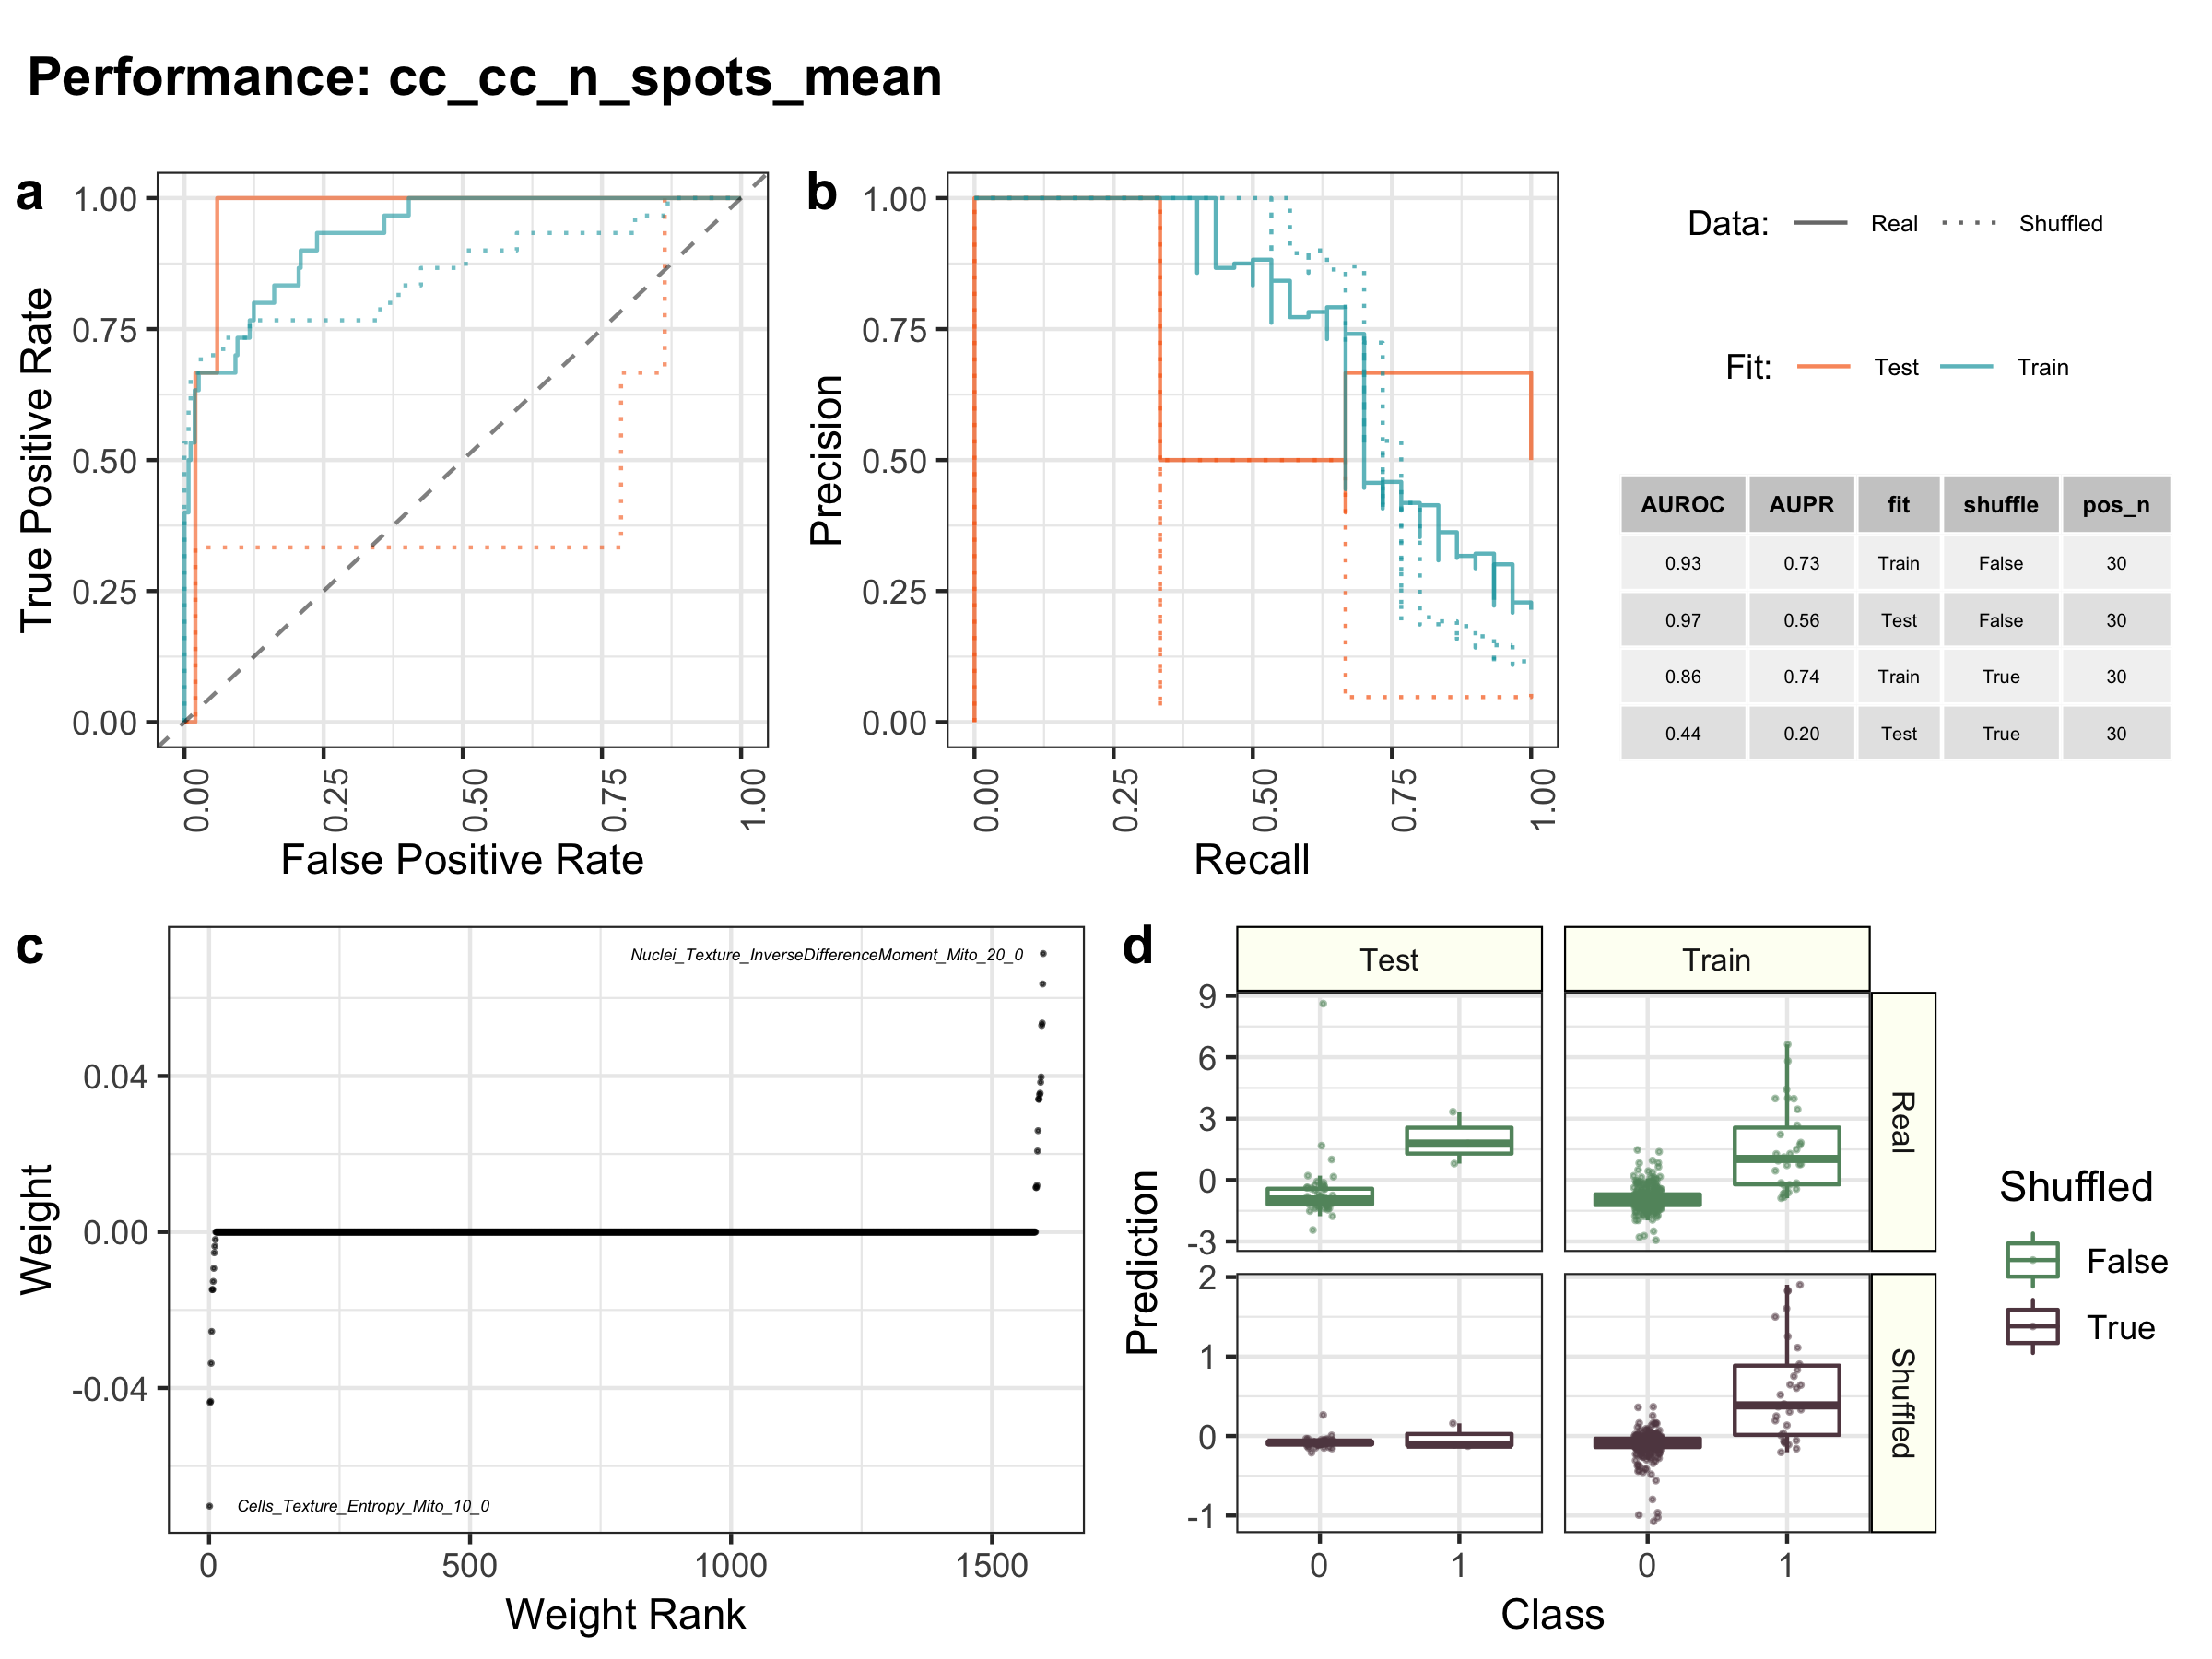 Performance: cc_cc_n_spots_mean
a
1.00
0.75
0.50
0.25
0.00
True Positive Rate
0.00 0.25 0.50 0.75 1.00
False Positive Rate
b
1.00
0.75
0.50
0.25
0.00
Precision
0.00 0.25 0.50 0.75 1.00
Recall
Data: Real Shuffled
Fit: Test Train
AUROC AUPR fit shuffle pos_n
0.93 0.73 Train False 30
0.97 0.56 Test False 30
0.86 0.74 Train True 30
0.44 0.20 Test True 30
c
Nuclei_Texture_InverseDifferenceMoment_Mito_20_0
0.04
0.00
-0.04
Weight
Cells_Texture_Entropy_Mito_10_0
0 500 1000 1500
Weight Rank
d
Test Train
9
6
3
0
-3
Real
2
1
0
-1
Shuffled
Prediction
0 1 0 1
Class
Shuffled
False
True